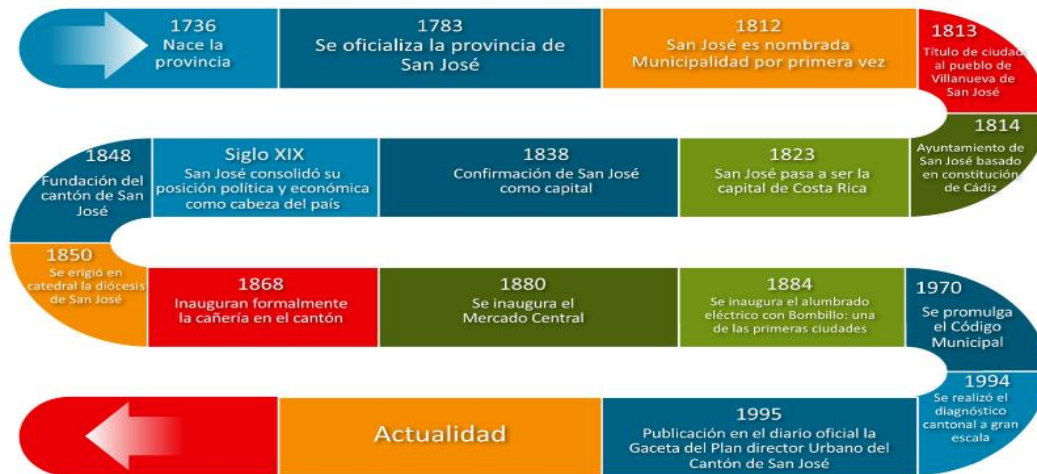 1736
Nace la
provincia
1783
Se oficializa la provincia de
San José
1812
San José es nombrada
Municipalidad por primera vez
1813
Título de ciudad
al pueblo de
Villanueva de
San José
1814
Ayuntamiento de
San José basado
en constitución
de Cádiz
1823
San José pasa a ser la
capital de Costa Rica
1838
Confirmación de San José
como capital
Siglo XIX
San José consolidó su
posición política y económica
como cabeza del país
1848
Fundación del
cantón de San
José
1850
Se erigió en
catedral la diócesis
de San José
1868
Inauguran formalmente
la cañería en el cantón
1880
Se inaugura el
Mercado Central
1884
Se inaugura el alumbrado
eléctrico con Bombillo: una
de las primeras ciudades
1970
Se promulga
el Código
Municipal
1994
Se realizó el
diagnóstico
cantonal a gran
escala
1995
Publicación en el diario oficial la
Gaceta del Plan director Urbano del
Cantón de San José
Actualidad